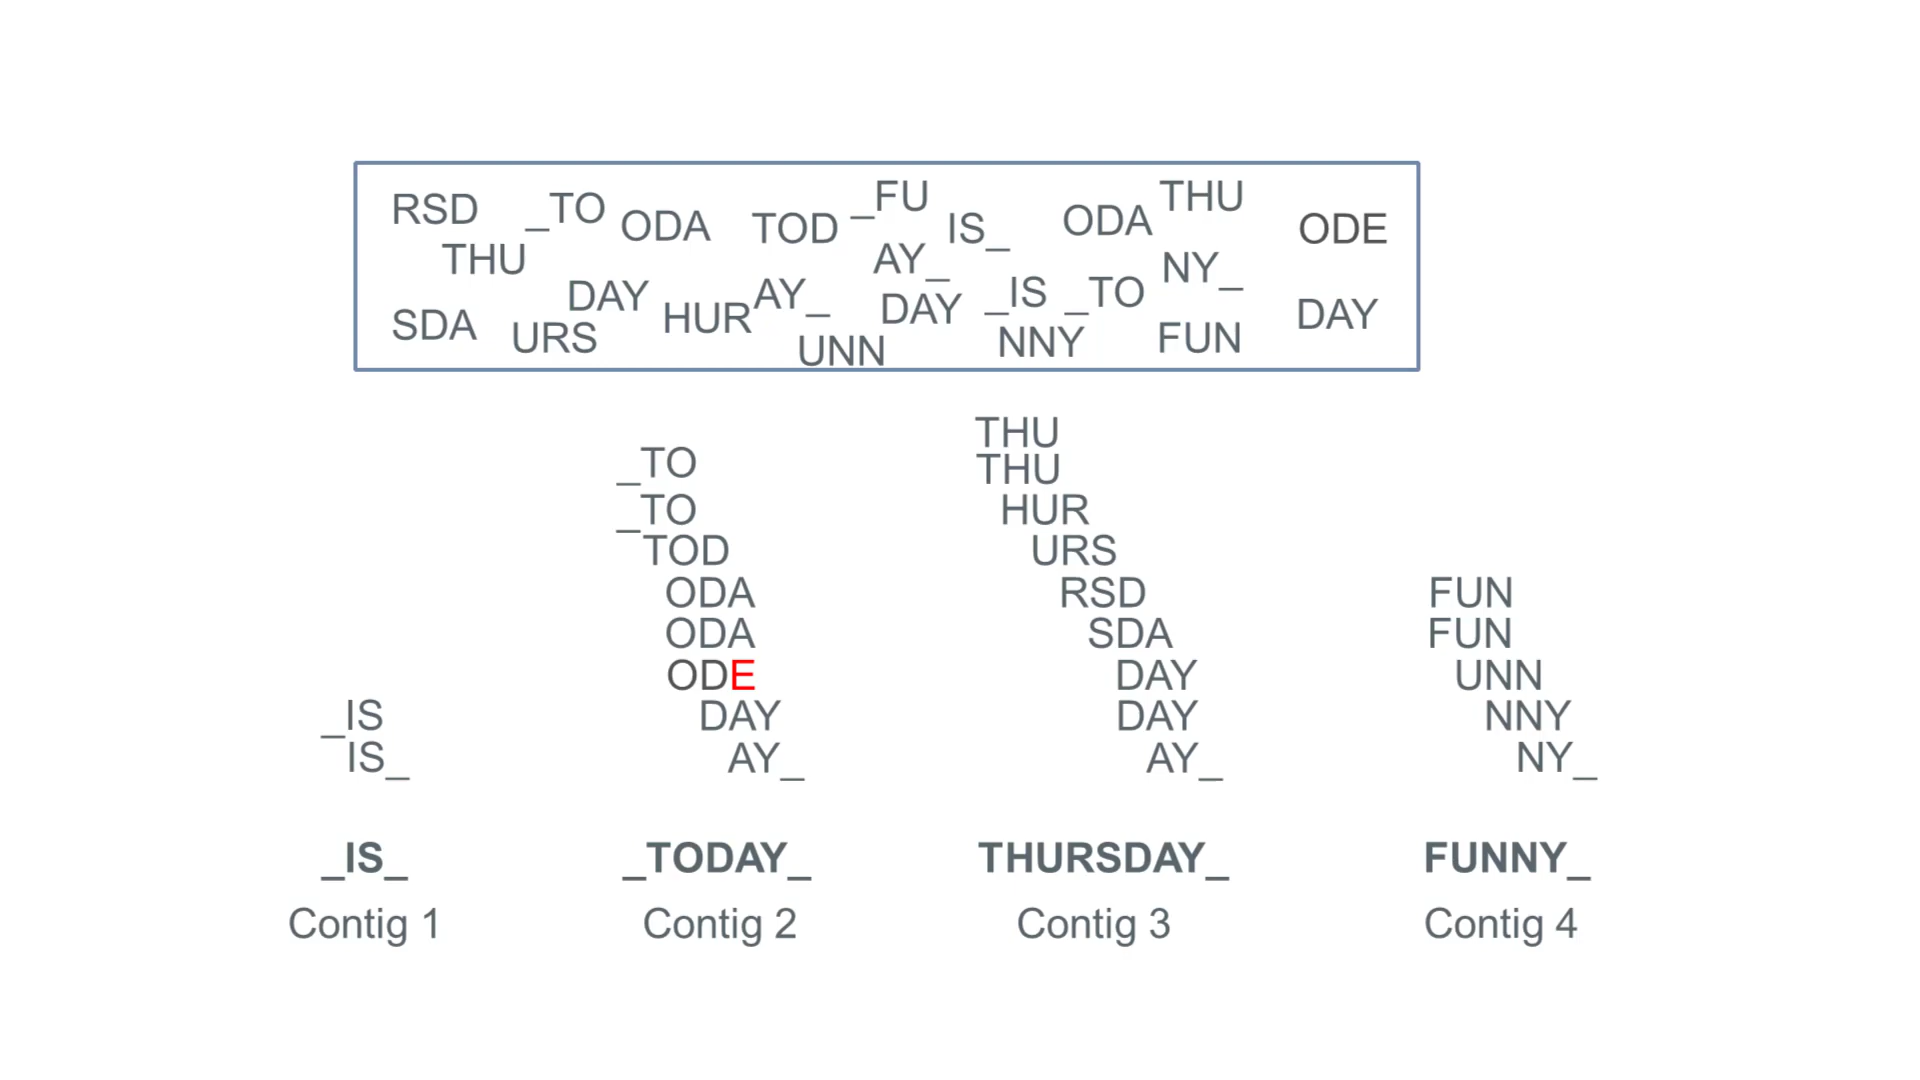 RSD _TO ODA TOD _FU IS_ ODA THU ODE
THU AY_ NY_
DAY HUR AY_ DAY _IS _TO DAY
SDA URS UNN NNY FUN
THU
_TO THU
_TO HUR
TOD URS
ODA RSD FUN
ODA SDA FUN
ODE DAY UNN
_IS DAY DAY NNY
IS_ AY_ AY_ NY_
_IS_ _TODAY_ THURSDAY_ FUNNY_
Contig 1 Contig 2 Contig 3 Contig 4